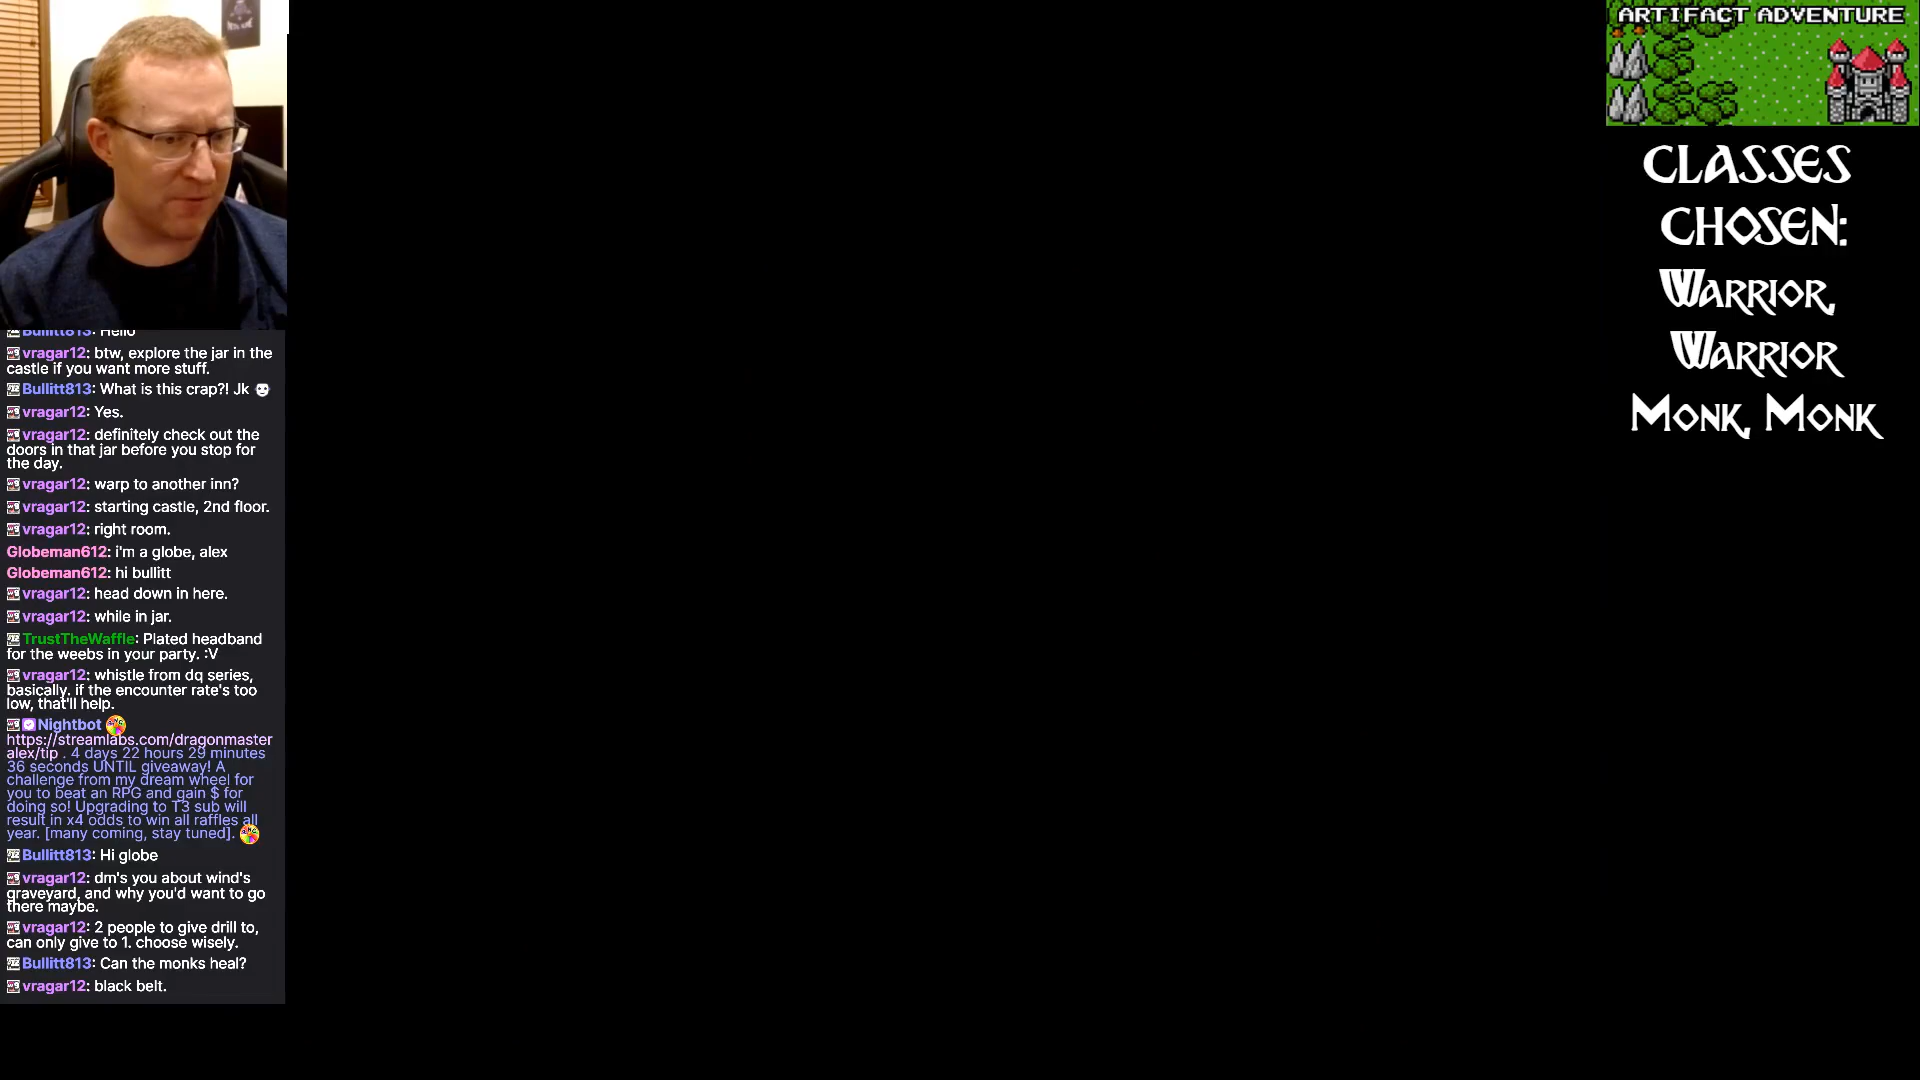 ARTIFACT ADVENTURE
CLASSES
CHOSEN:
WARRIOR,
WARRIOR
MONK, MONK
Bullitt813: Hello
vragar12: btw, explore the jar in the
castle if you want more stuff.
Bullitt813: What is this crap?! Jk
vragar12: Yes.
vragar12: definitely check out the
doors in that jar before you stop for
the day.
vragar12: warp to another inn?
vragar12: starting castle, 2nd floor.
vragar12: right room.
Globeman612: i'm a globe, alex
Globeman612: hi bullitt
vragar12: head down in here.
vragar12: while in jar.
TrustTheWaffle: Plated headband
for the weebs in your party. :V
vragar12: whistle from dq series,
basically. if the encounter rate's too
low, that'll help.
Nightbot
https://streamlabs.com/dragonmaster
alex/tip . 4 days 22 hours 29 minutes
36 seconds UNTIL giveaway! A
challenge from my dream wheel for
you to beat an RPG and gain $ for
doing so! Upgrading to T3 sub will
result in x4 odds to win all raffles all
year. [many coming, stay tuned].
Bullitt813: Hi globe
vragar12: dm's you about wind's
graveyard, and why you'd want to go
there maybe.
vragar12: 2 people to give drill to,
can only give to 1. choose wisely.
Bullitt813: Can the monks heal?
vragar12: black belt.